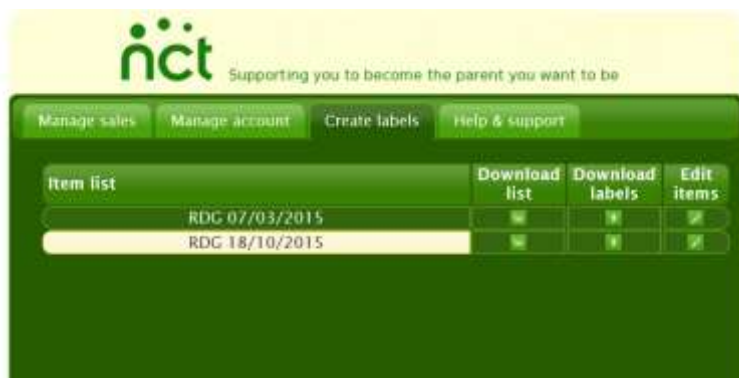 nct Supporting you to become the parent you want to be
Manage sales Manage account Create labels Help & support
Item list Download list Download labels Edit items
RDG 07/03/2015
RDG 18/10/2015